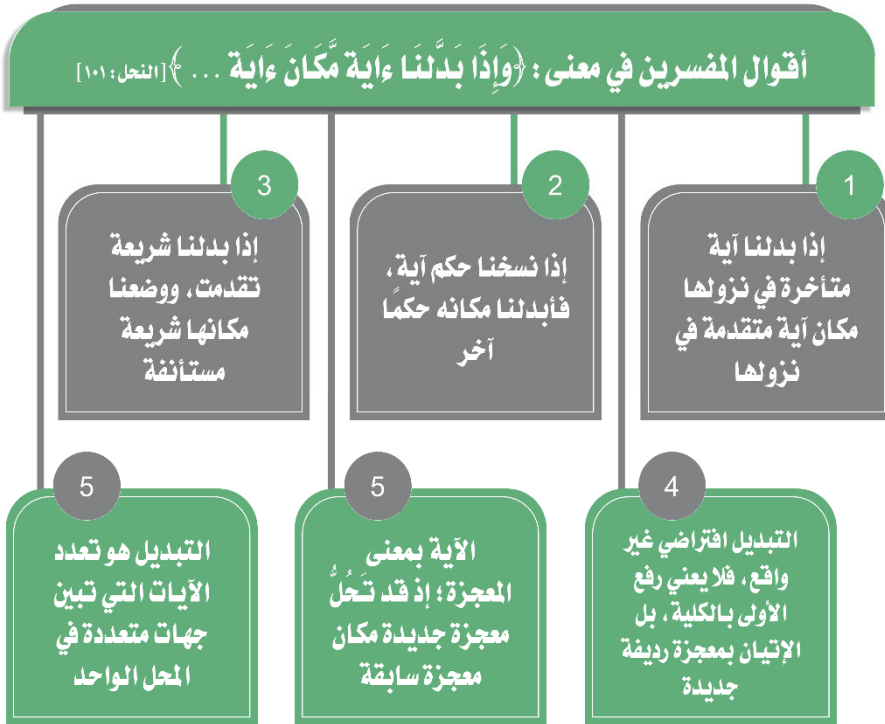 أقوال المفسرين في معنى: ﴿وَإِذَا بَدَّلنَا ءَايَة مَّكَانَ ءَايَة ... ﴾ [النحل: ١٠١]
1
إذا بدلنا آية
متأخرة في نزولها
مكان آية متقدمة في
نزولها
2
إذا نسخنا حكم آية،
فأبدلنا مكانه حكمًا
آخر
3
إذا بدلنا شريعة
تقدمت، ووضعنا
مكانها شريعة
مستأنفة
4
التبديل افتراضي غير
واقع، فلا يعني رفع
الأولى بالكلية، بل
الإتيان بمعجزة رديفة
جديدة
5
الآية بمعنى
المعجزة؛ إذ قد تَحُلُّ
معجزة جديدة مكان
معجزة سابقة
5
التبديل هو تعدد
الآيات التي تبين
جهات متعددة في
المحل الواحد